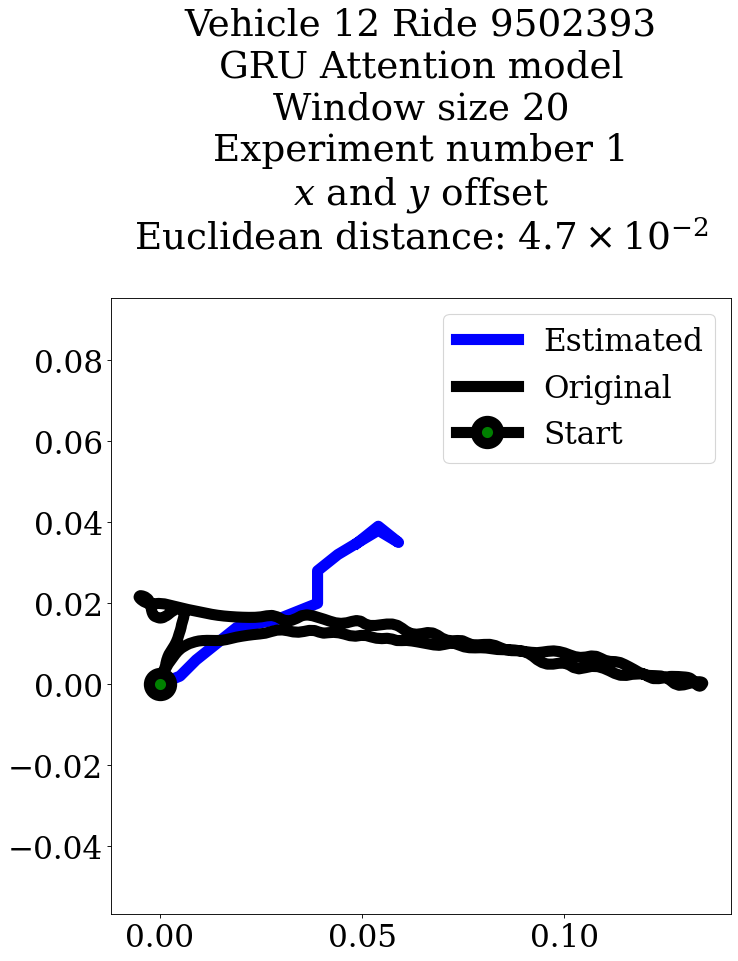 Vehicle 12 Ride 9502393
GRU Attention model
Window size 20
Experiment number 1
x and y offset
Euclidean distance: 4.7 × 10⁻²
Estimated
Original
Start
0.08
0.06
0.04
0.02
0.00
−0.02
−0.04
0.00 0.05 0.10